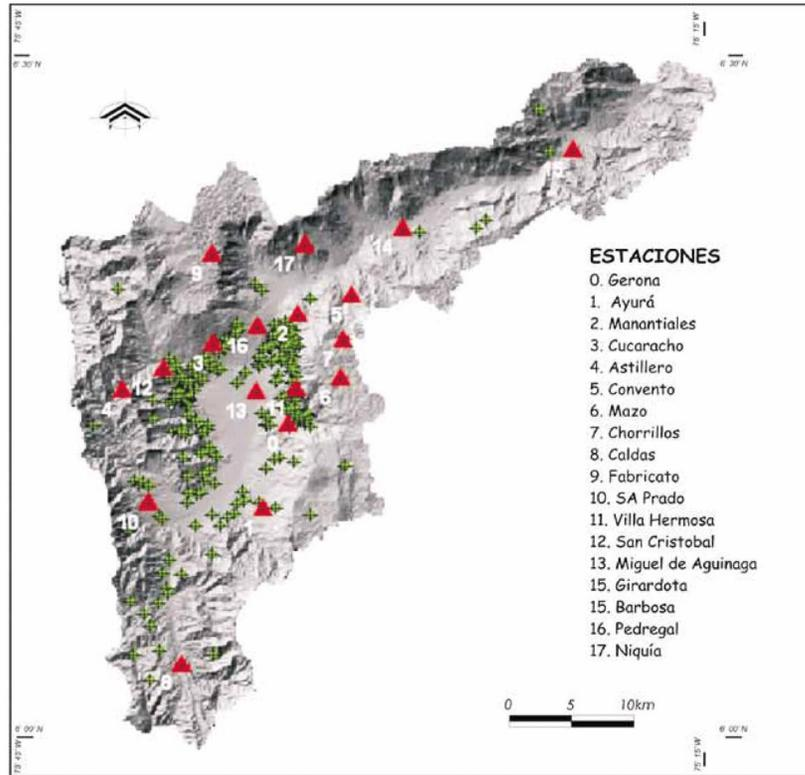 75° 45' W
76° 15' W
6° 30' N
6° 30' N
14
17
9
5
2
16
7
3
12
6
4
13
11
0
10
1
8
ESTACIONES
0. Gerona
1. Ayurá
2. Manantiales
3. Cucaracho
4. Astillero
5. Convento
6. Mazo
7. Chorrillos
8. Caldas
9. Fabricato
10. SA Prado
11. Villa Hermosa
12. San Cristobal
13. Miguel de Aguinaga
15. Girardota
15. Barbosa
16. Pedregal
17. Niquía
0 5 10km
6° 00' N
6° 00' N
75° 45' W
75° 15' W